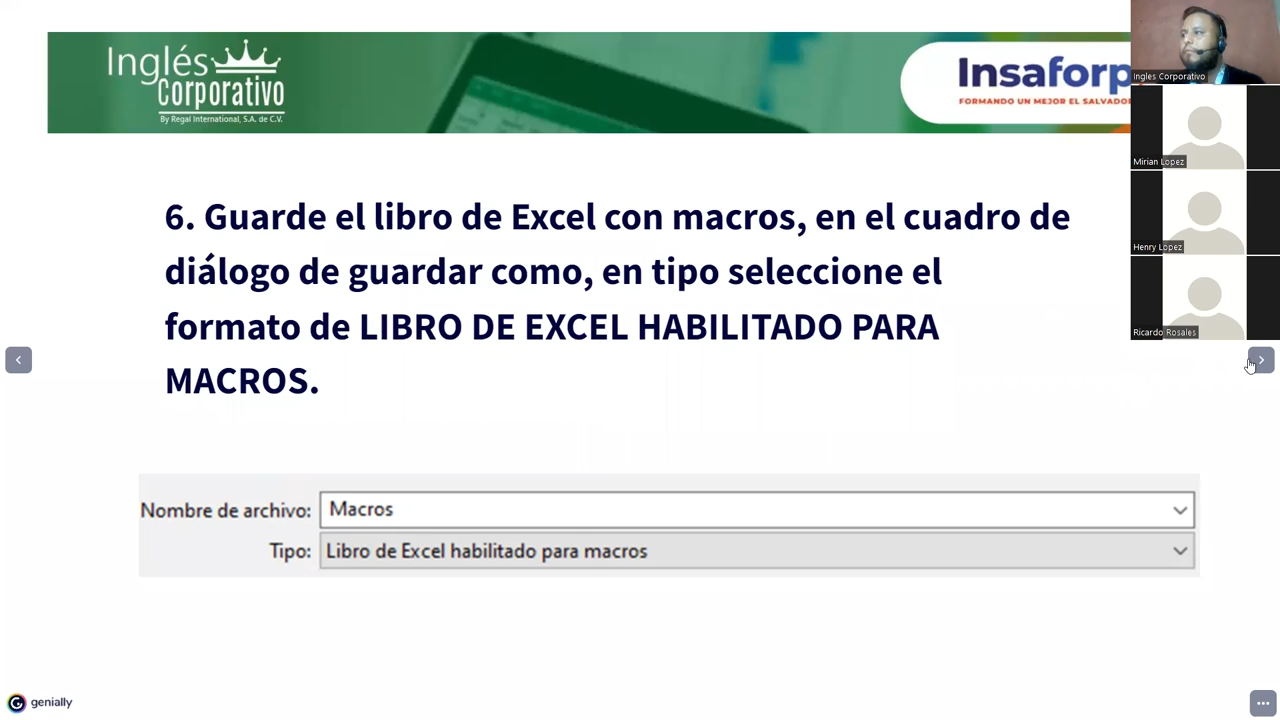 Inglés
Corporativo
By Regal International, S.A. de C.V.
Insaforp
FORMANDO UN MEJOR EL SALVADOR
Ingles Corporativo
Mirian Lopez
Henry Lopez
Ricardo Rosales
6. Guarde el libro de Excel con macros, en el cuadro de
diálogo de guardar como, en tipo seleccione el
formato de LIBRO DE EXCEL HABILITADO PARA
MACROS.
Nombre de archivo: Macros
Tipo: Libro de Excel habilitado para macros
genially